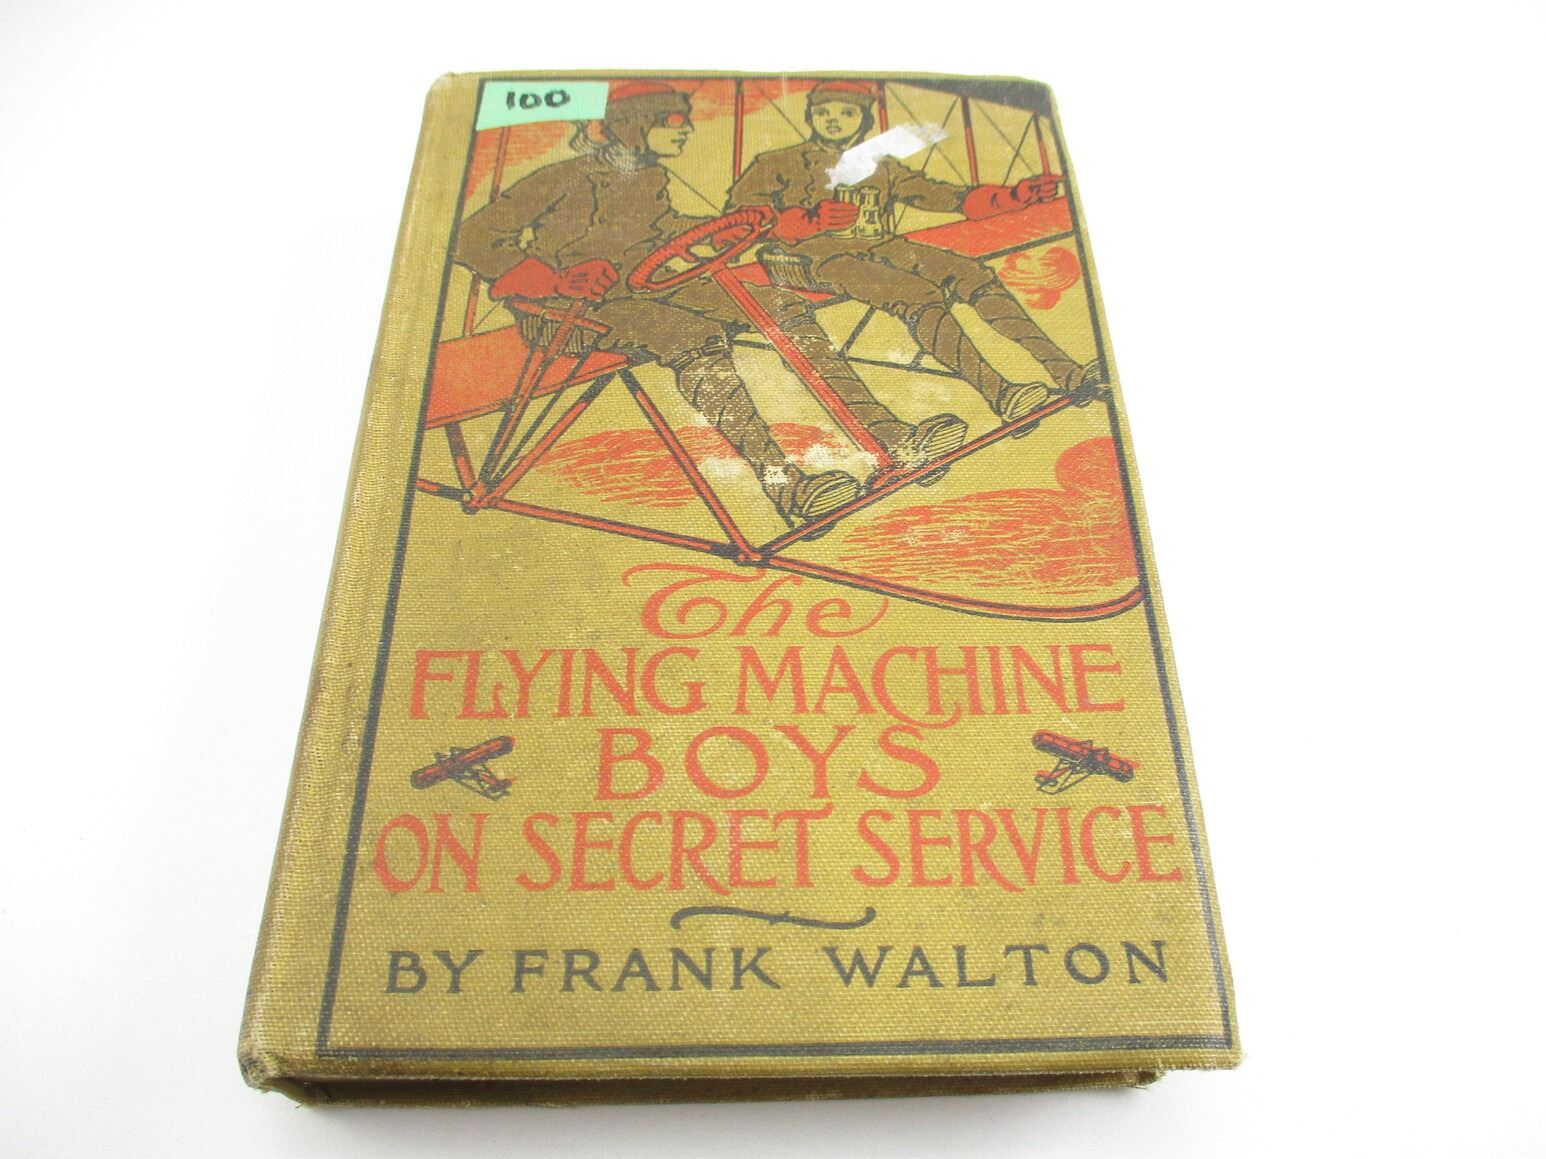 100
The
FLYING MACHINE
BOYS
ON SECRET SERVICE
BY FRANK WALTON